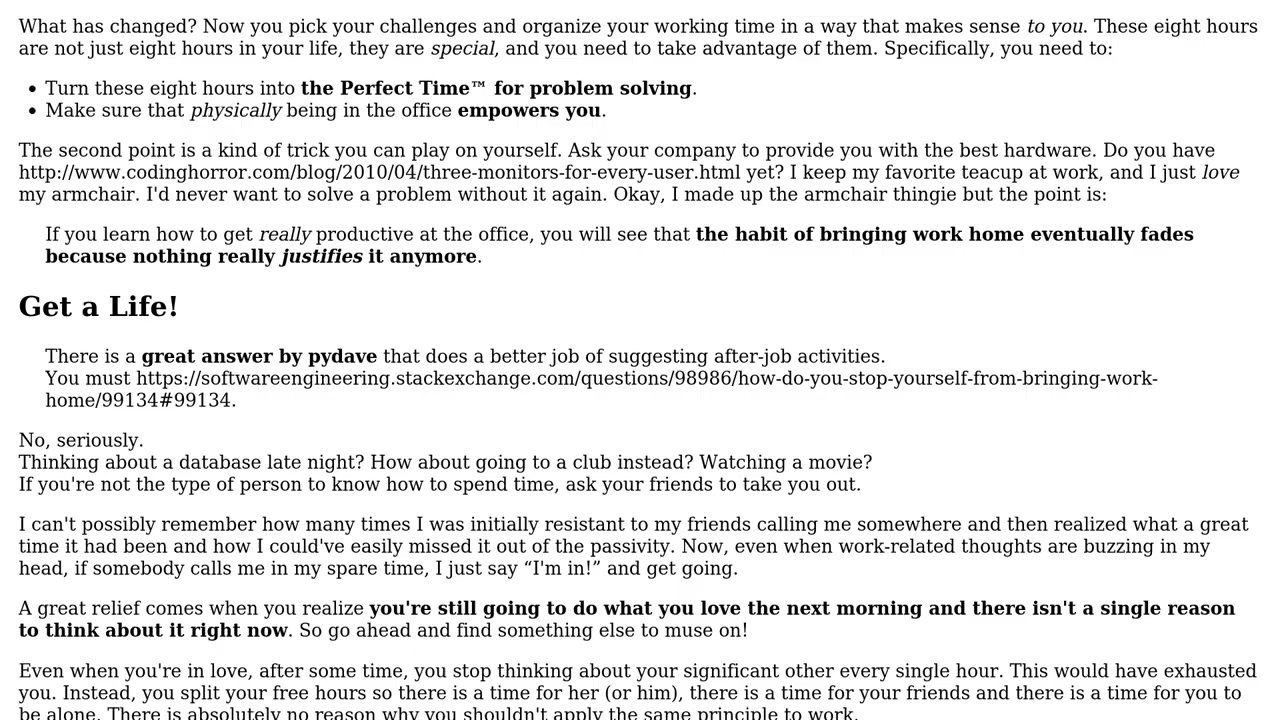 What has changed? Now you pick your challenges and organize your working time in a way that makes sense to you. These eight hours
are not just eight hours in your life, they are special, and you need to take advantage of them. Specifically, you need to:
• Turn these eight hours into the Perfect Time™ for problem solving.
• Make sure that physically being in the office empowers you.
The second point is a kind of trick you can play on yourself. Ask your company to provide you with the best hardware. Do you have
http://www.codinghorror.com/blog/2010/04/three-monitors-for-every-user.html yet? I keep my favorite teacup at work, and I just love
my armchair. I'd never want to solve a problem without it again. Okay, I made up the armchair thingie but the point is:
If you learn how to get really productive at the office, you will see that the habit of bringing work home eventually fades
because nothing really justifies it anymore.
Get a Life!
There is a great answer by pydave that does a better job of suggesting after-job activities.
You must https://softwareengineering.stackexchange.com/questions/98986/how-do-you-stop-yourself-from-bringing-work-
home/99134#99134.
No, seriously.
Thinking about a database late night? How about going to a club instead? Watching a movie?
If you're not the type of person to know how to spend time, ask your friends to take you out.
I can't possibly remember how many times I was initially resistant to my friends calling me somewhere and then realized what a great
time it had been and how I could've easily missed it out of the passivity. Now, even when work-related thoughts are buzzing in my
head, if somebody calls me in my spare time, I just say “I'm in!” and get going.
A great relief comes when you realize you're still going to do what you love the next morning and there isn't a single reason
to think about it right now. So go ahead and find something else to muse on!
Even when you're in love, after some time, you stop thinking about your significant other every single hour. This would have exhausted
you. Instead, you split your free hours so there is a time for her (or him), there is a time for your friends and there is a time for you to
be alone. There is absolutely no reason why you shouldn't apply the same principle to work.